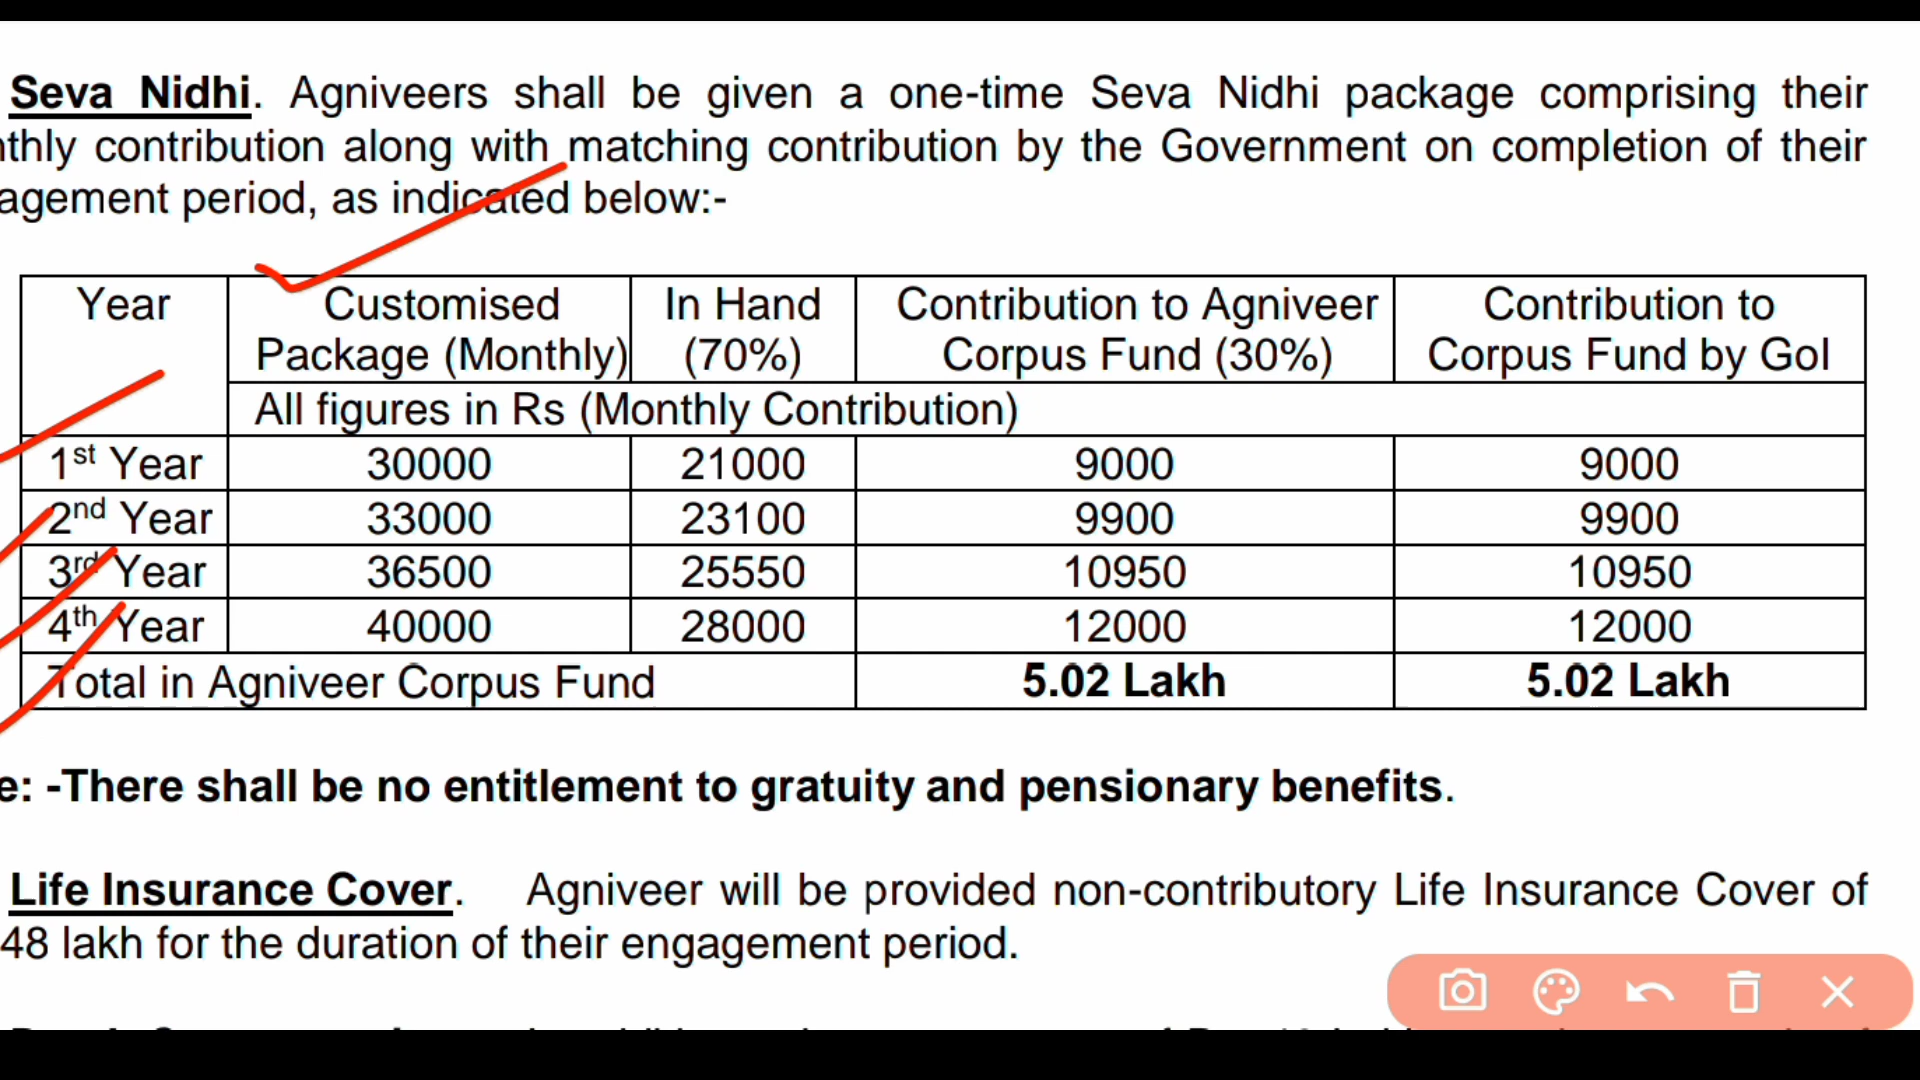 Seva Nidhi. Agniveers shall be given a one-time Seva Nidhi package comprising their
nthly contribution along with matching contribution by the Government on completion of their
agement period, as indicated below:-
Year Customised Package (Monthly) In Hand (70%) Contribution to Agniveer Corpus Fund (30%) Contribution to Corpus Fund by GoI
All figures in Rs (Monthly Contribution)
1st Year 30000 21000 9000 9000
2nd Year 33000 23100 9900 9900
3rd Year 36500 25550 10950 10950
4th Year 40000 28000 12000 12000
Total in Agniveer Corpus Fund 5.02 Lakh 5.02 Lakh
e: -There shall be no entitlement to gratuity and pensionary benefits.
Life Insurance Cover. Agniveer will be provided non-contributory Life Insurance Cover of
48 lakh for the duration of their engagement period.